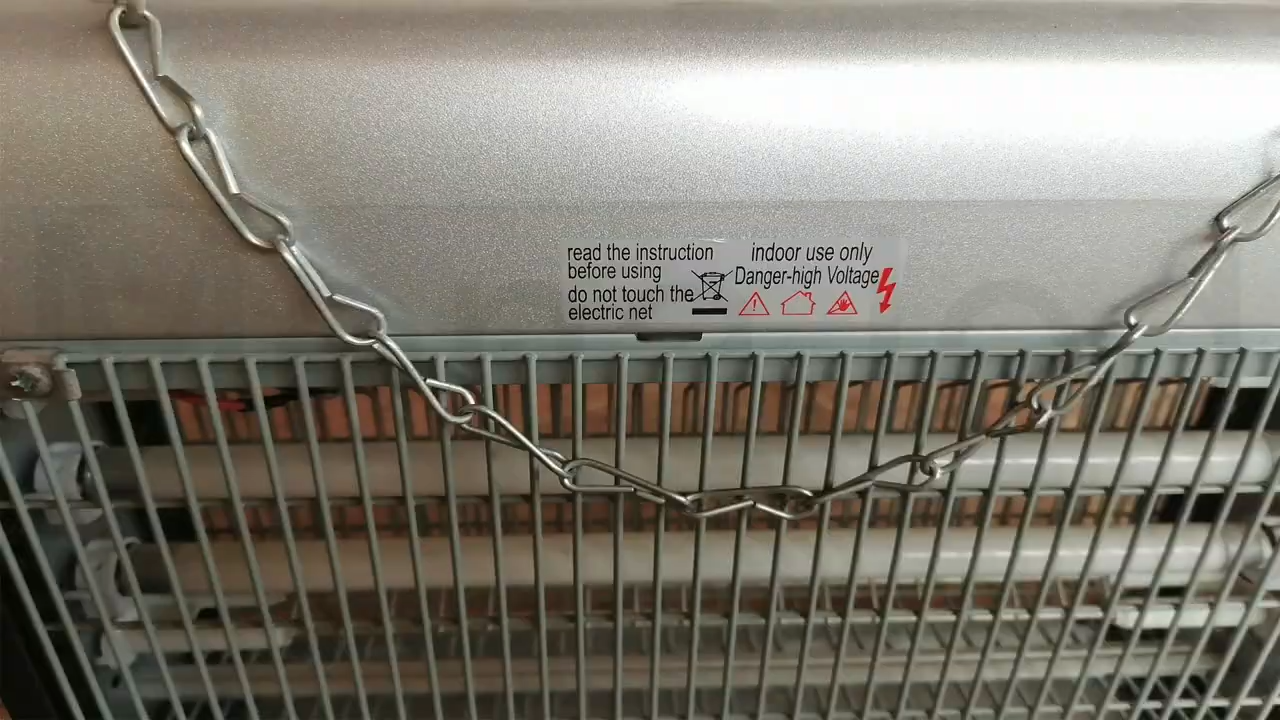 read the instruction
before using
do not touch the
electric net
indoor use only
Danger-high Voltage